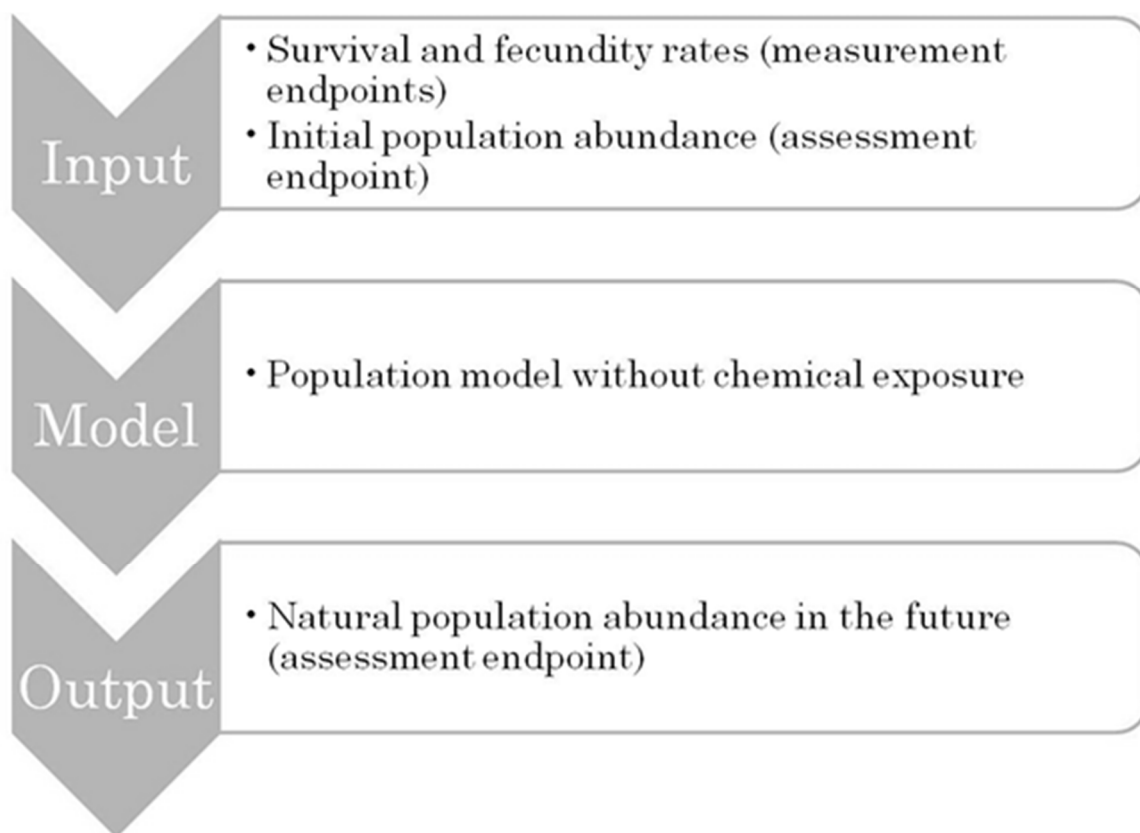 Input
• Survival and fecundity rates (measurement
endpoints)
• Initial population abundance (assessment
endpoint)
Model
• Population model without chemical exposure
Output
• Natural population abundance in the future
(assessment endpoint)